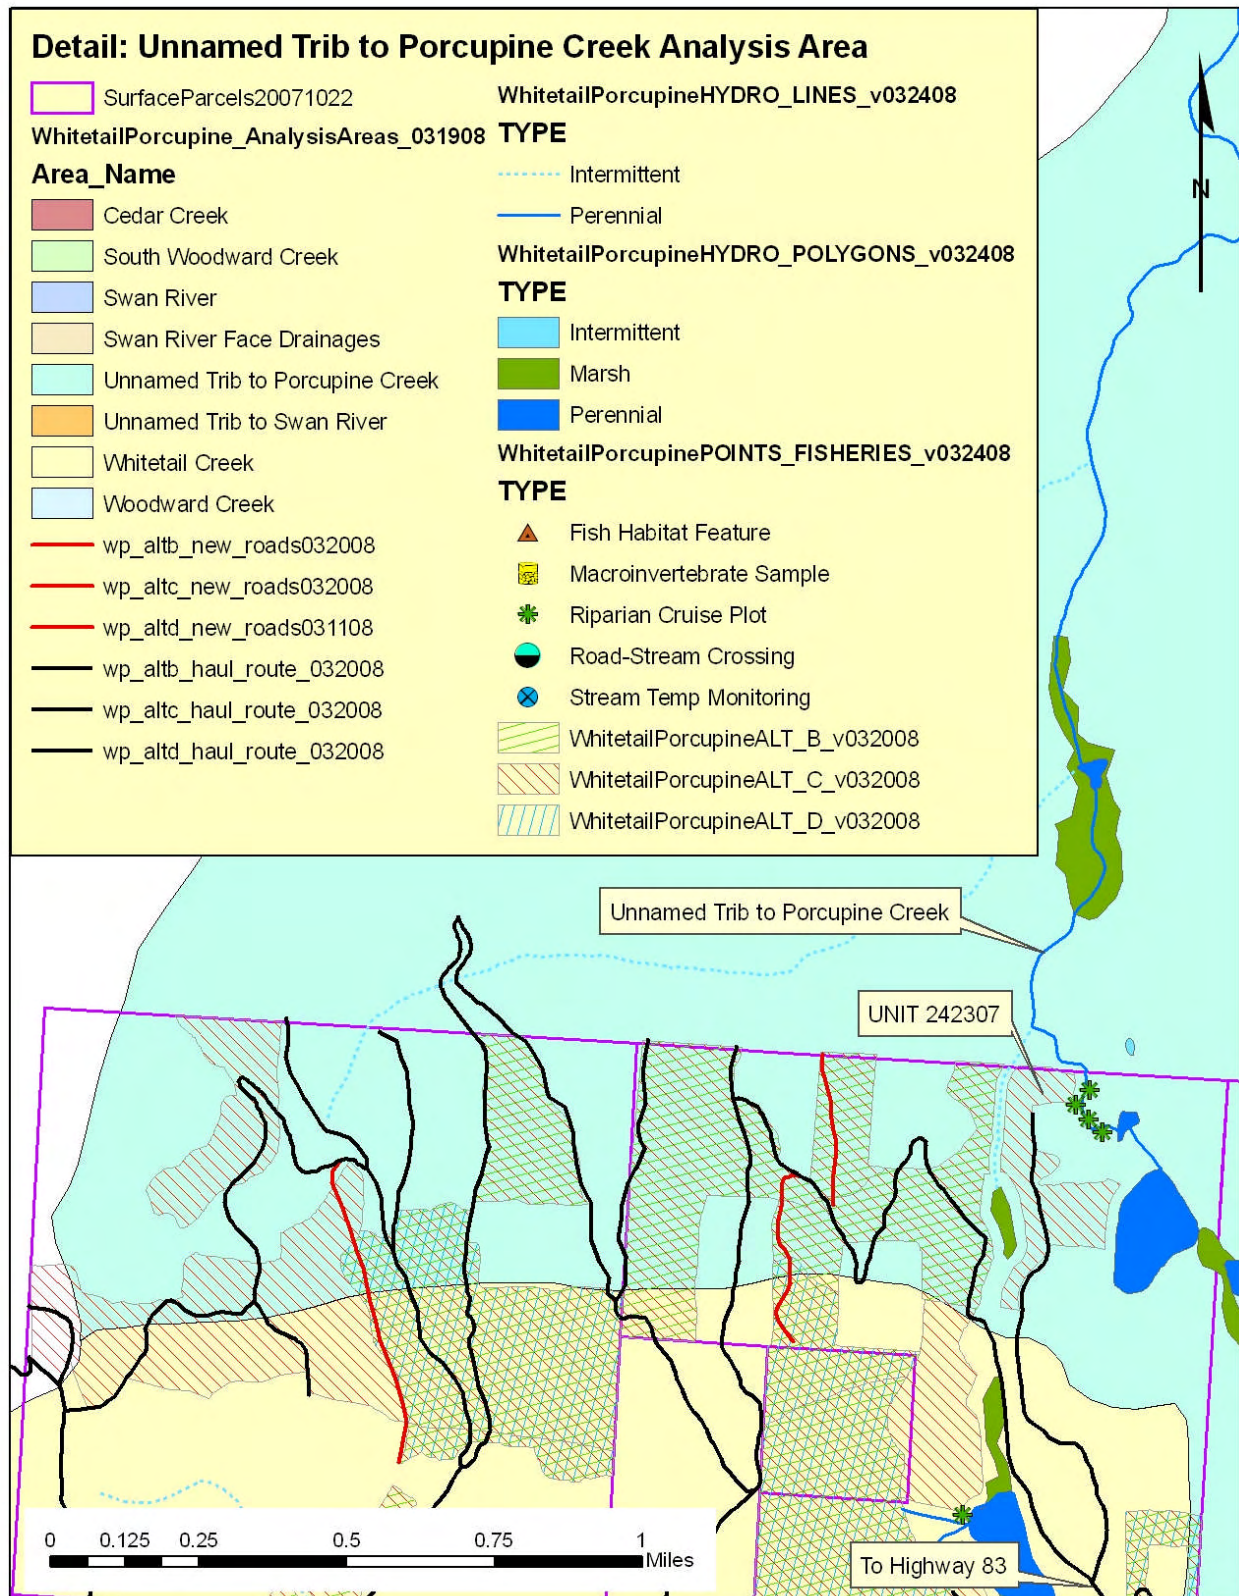 Detail: Unnamed Trib to Porcupine Creek Analysis Area
SurfaceParcels20071022
WhitetailPorcupine_AnalysisAreas_031908
Area_Name
Cedar Creek
South Woodward Creek
Swan River
Swan River Face Drainages
Unnamed Trib to Porcupine Creek
Unnamed Trib to Swan River
Whitetail Creek
Woodward Creek
wp_altb_new_roads032008
wp_altc_new_roads032008
wp_altd_new_roads031108
wp_altb_haul_route_032008
wp_altc_haul_route_032008
wp_altd_haul_route_032008
WhitetailPorcupineHYDRO_LINES_v032408
TYPE
Intermittent
Perennial
WhitetailPorcupineHYDRO_POLYGONS_v032408
TYPE
Intermittent
Marsh
Perennial
WhitetailPorcupinePOINTS_FISHERIES_v032408
TYPE
Fish Habitat Feature
Macroinvertebrate Sample
Riparian Cruise Plot
Road-Stream Crossing
Stream Temp Monitoring
WhitetailPorcupineALT_B_v032008
WhitetailPorcupineALT_C_v032008
WhitetailPorcupineALT_D_v032008
N
Unnamed Trib to Porcupine Creek
UNIT 242307
To Highway 83
0 0.125 0.25 0.5 0.75 1
Miles